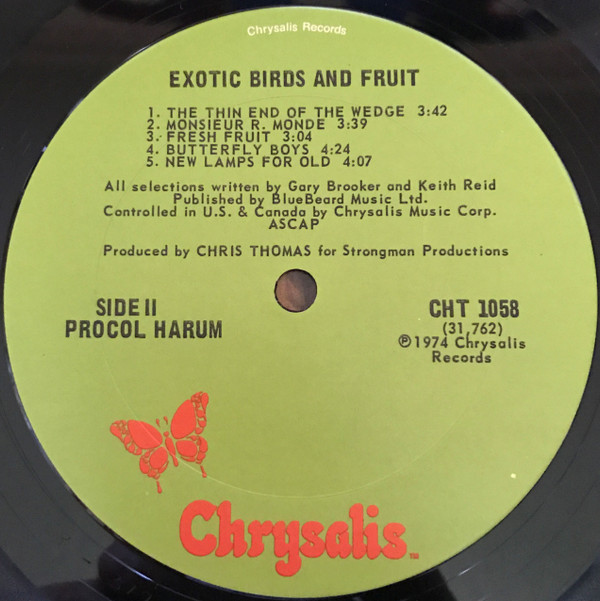 Chrysalis Records
EXOTIC BIRDS AND FRUIT
1. THE THIN END OF THE WEDGE 3:42
2. MONSIEUR R. MONDE 3:39
3. FRESH FRUIT 3:04
4. BUTTERFLY BOYS 4:24
5. NEW LAMPS FOR OLD 4:07
All selections written by Gary Brooker and Keith Reid
Published by BlueBeard Music Ltd.
Controlled in U.S. & Canada by Chrysalis Music Corp.
ASCAP
Produced by CHRIS THOMAS for Strongman Productions
SIDE II
PROCOL HARUM
CHT 1058
(31,762)
℗1974 Chrysalis
Records
Chrysalis TM